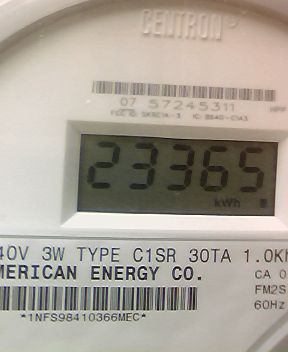 CENTRON
07 57245311
23365
kWh
40V 3W TYPE C1SR 30TA 1.0Kh
MERICAN ENERGY CO.
CA 0
FM2S
60Hz
*1NFS98410366MEC*